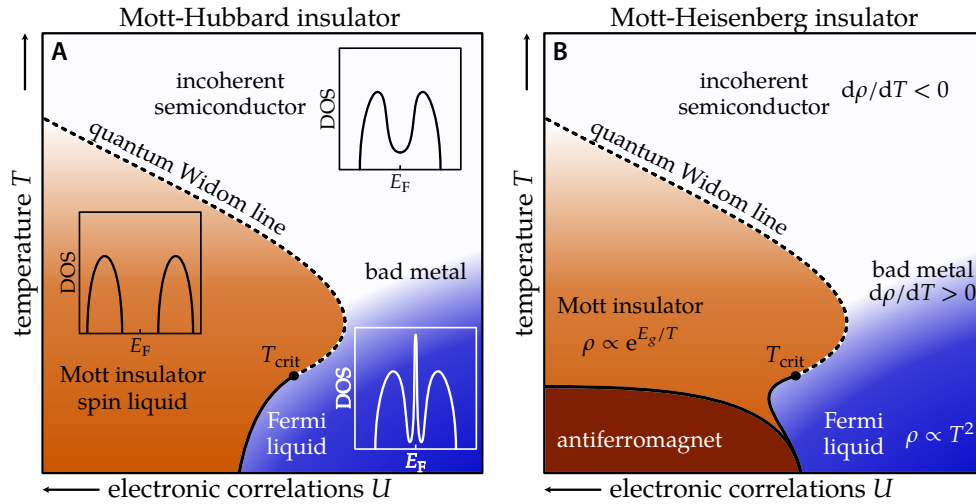 Mott-Hubbard insulator
A
incoherent
semiconductor
DOS
E_F
quantum Widom line
temperature T
DOS
E_F
bad metal
T_crit
Mott insulator
spin liquid
DOS
E_F
Fermi
liquid
electronic correlations U
Mott-Heisenberg insulator
B
incoherent
semiconductor
dρ/dT < 0
quantum Widom line
temperature T
bad metal
dρ/dT > 0
Mott insulator
ρ ∝ e^{E_g/T}
T_crit
antiferromagnet
Fermi
liquid
ρ ∝ T²
electronic correlations U